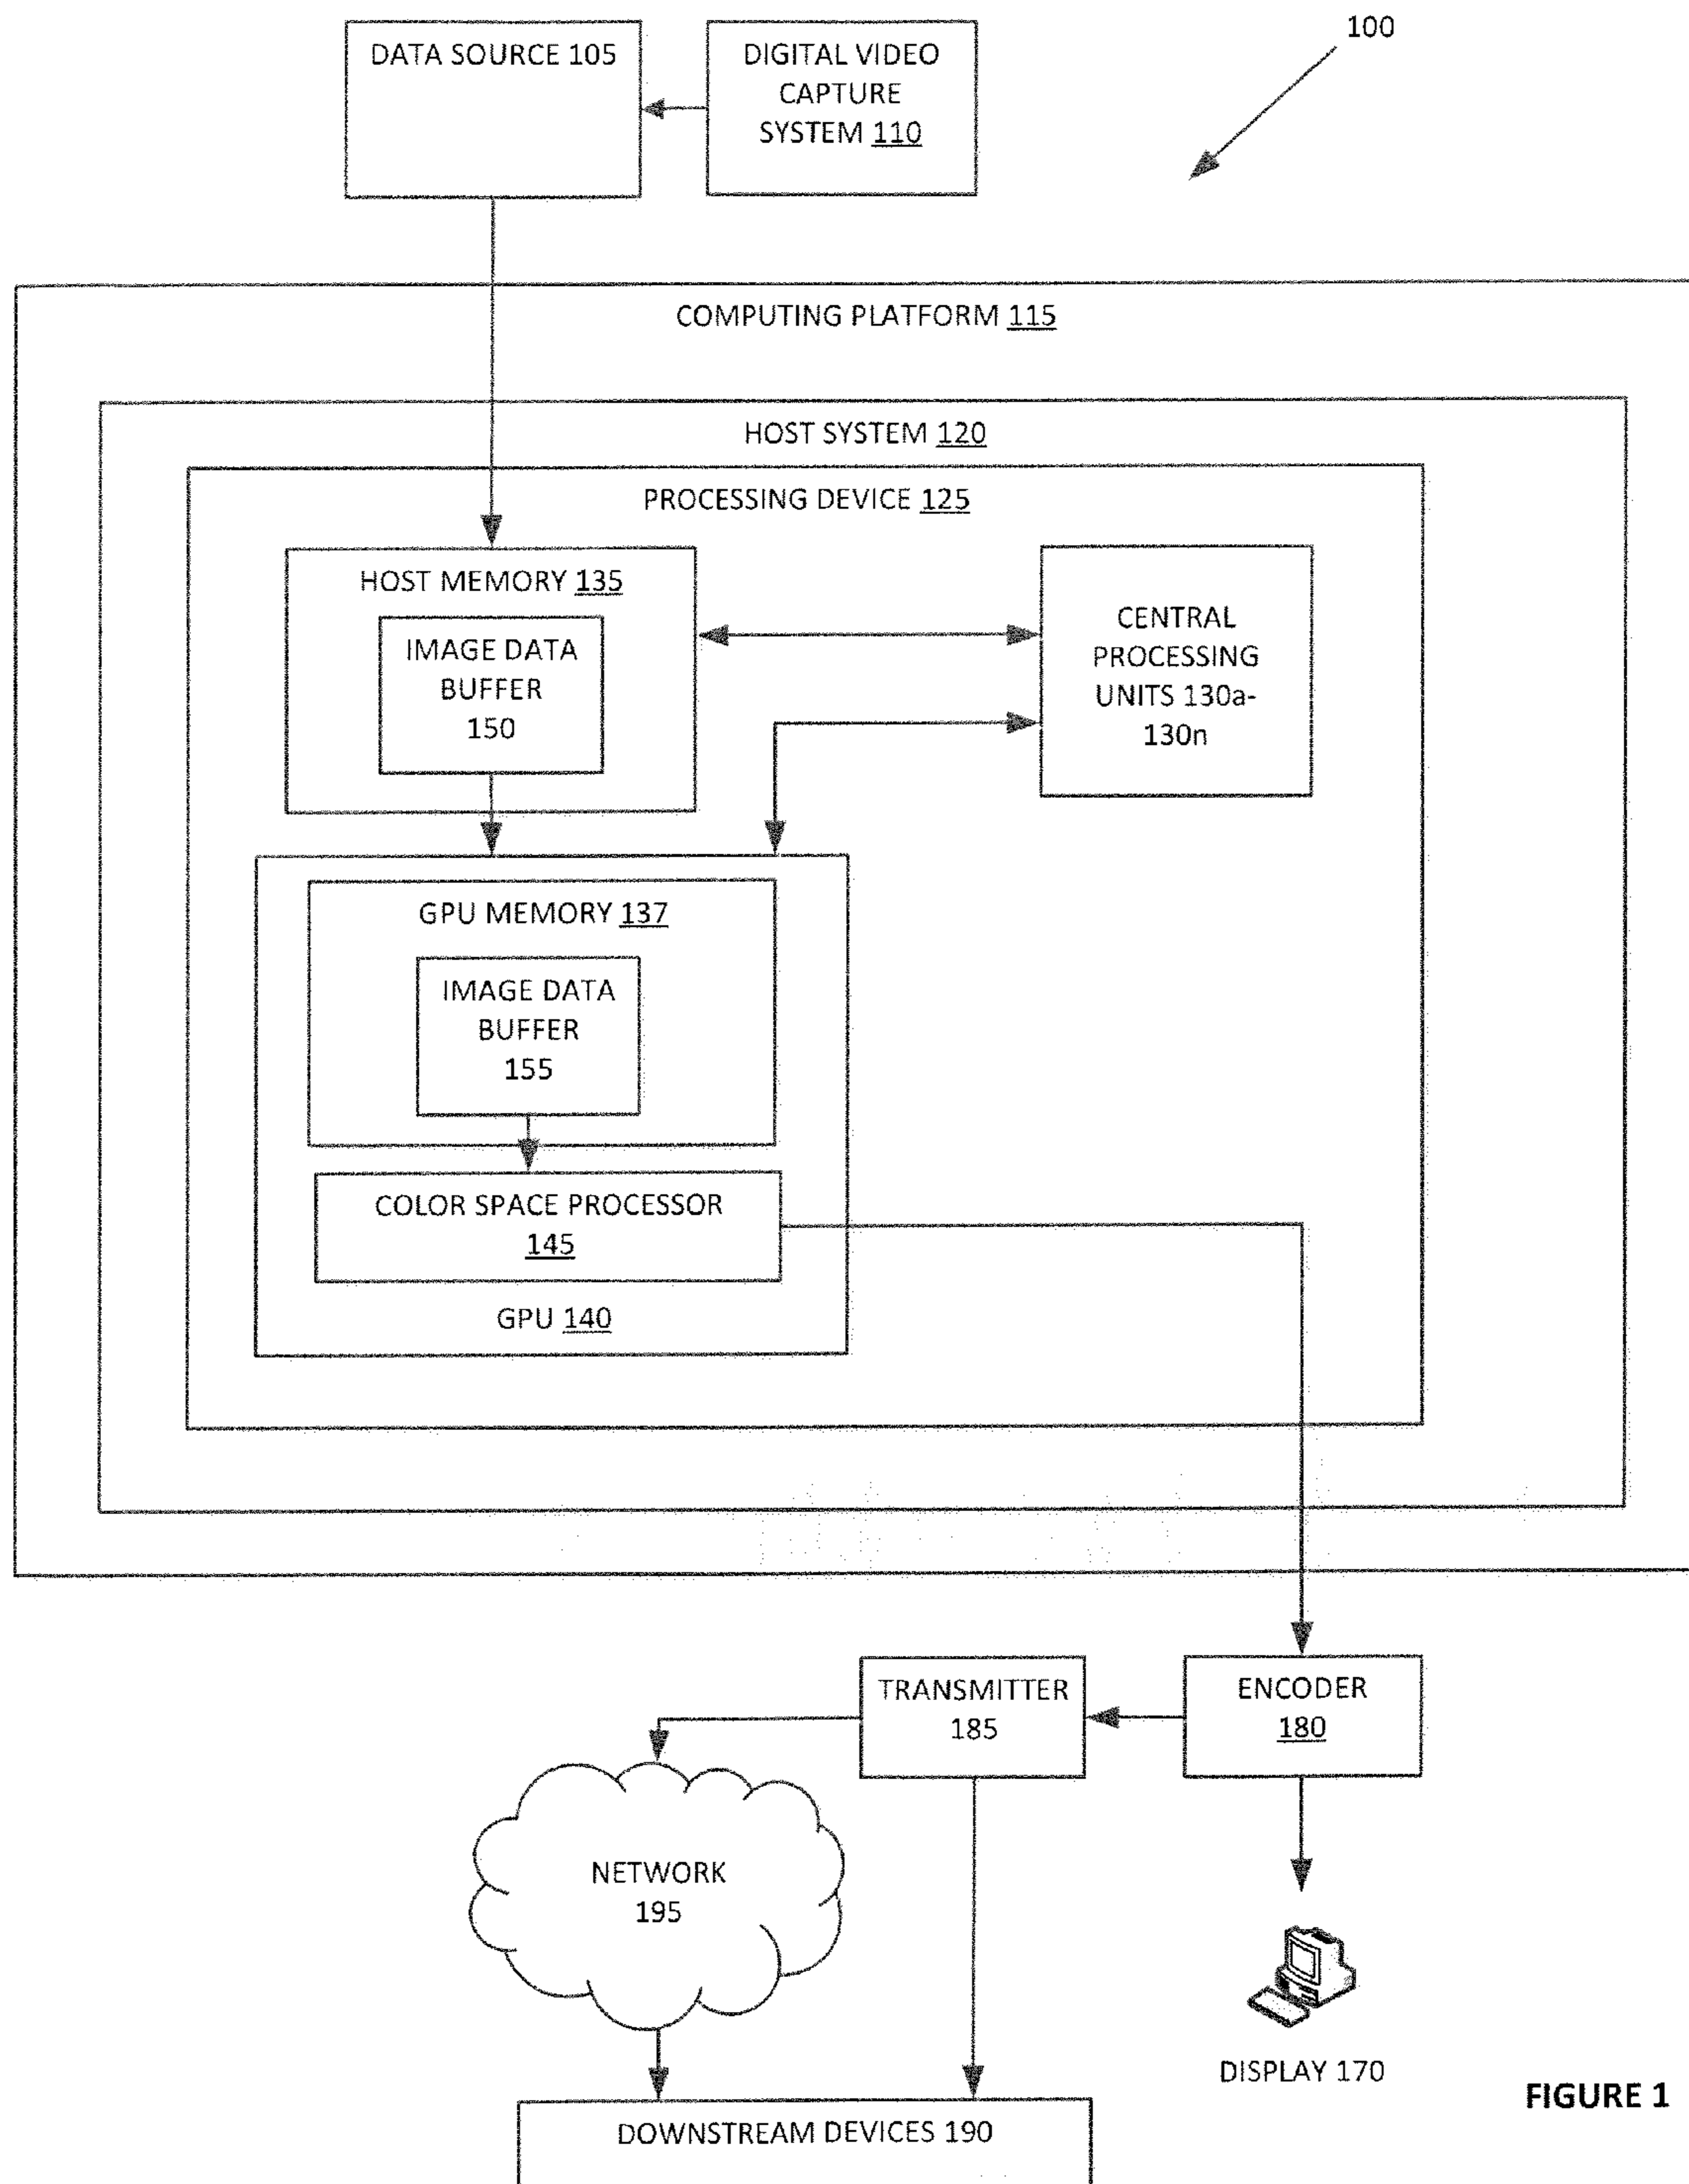 100
DATA SOURCE 105
DIGITAL VIDEO
CAPTURE
SYSTEM 110
COMPUTING PLATFORM 115
HOST SYSTEM 120
PROCESSING DEVICE 125
HOST MEMORY 135
IMAGE DATA
BUFFER
150
CENTRAL
PROCESSING
UNITS 130a-
130n
GPU MEMORY 137
IMAGE DATA
BUFFER
155
COLOR SPACE PROCESSOR
145
GPU 140
TRANSMITTER
185
ENCODER
180
NETWORK
195
DISPLAY 170
FIGURE 1
DOWNSTREAM DEVICES 190